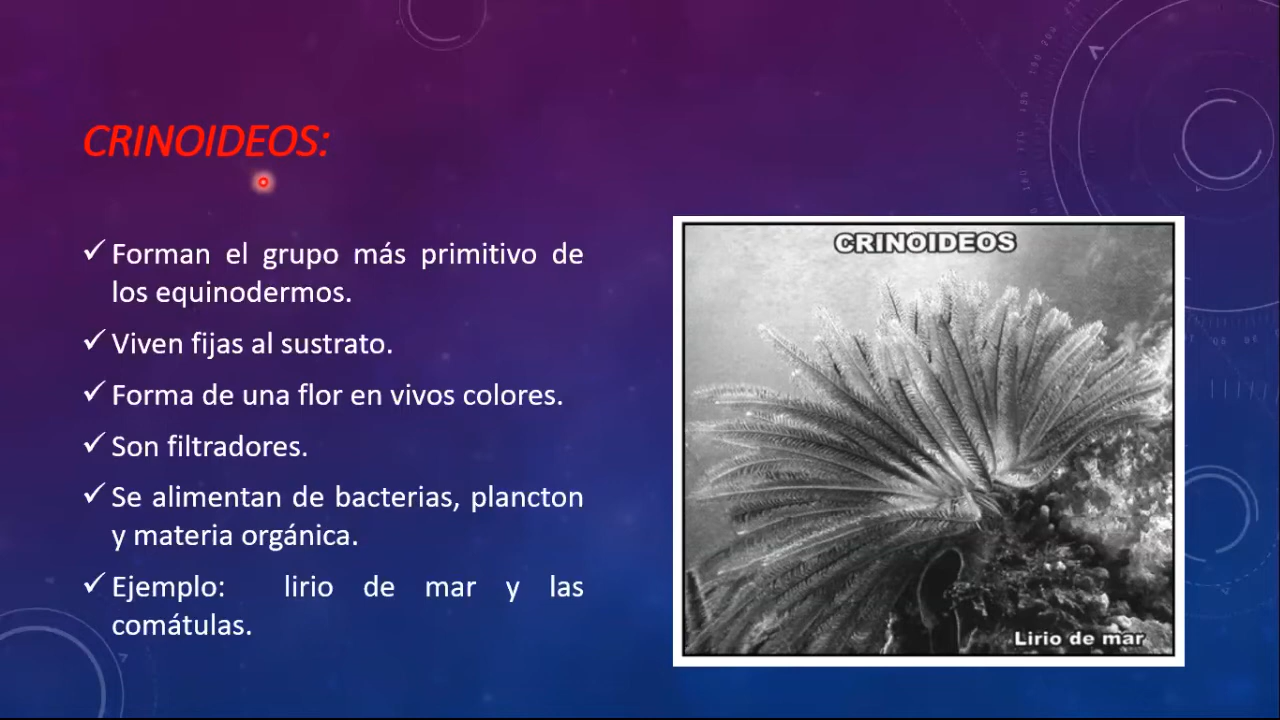 CRINOIDEOS:
Forman el grupo más primitivo de
los equinodermos.
Viven fijas al sustrato.
Forma de una flor en vivos colores.
Son filtradores.
Se alimentan de bacterias, plancton
y materia orgánica.
Ejemplo: lirio de mar y las
comátulas.
CRINOIDEOS
Lirio de mar